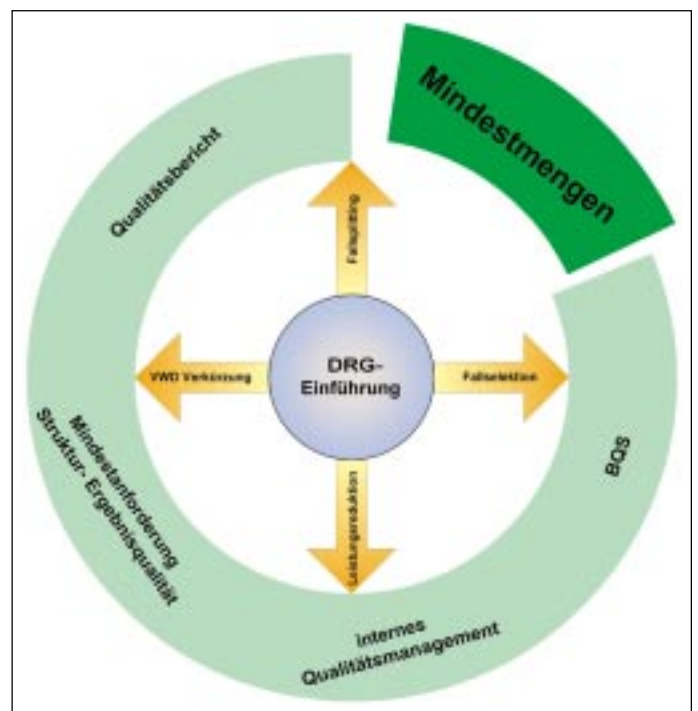 Mindestmengen
Qualitätsbericht
Fallsplitting
DRG-
Einführung
VWD Verkürzung
Fallselektion
Leistungsreduktion
BQS
Mindestanforderung
Struktur- Ergebnisqualität
internes
Qualitätsmanagement